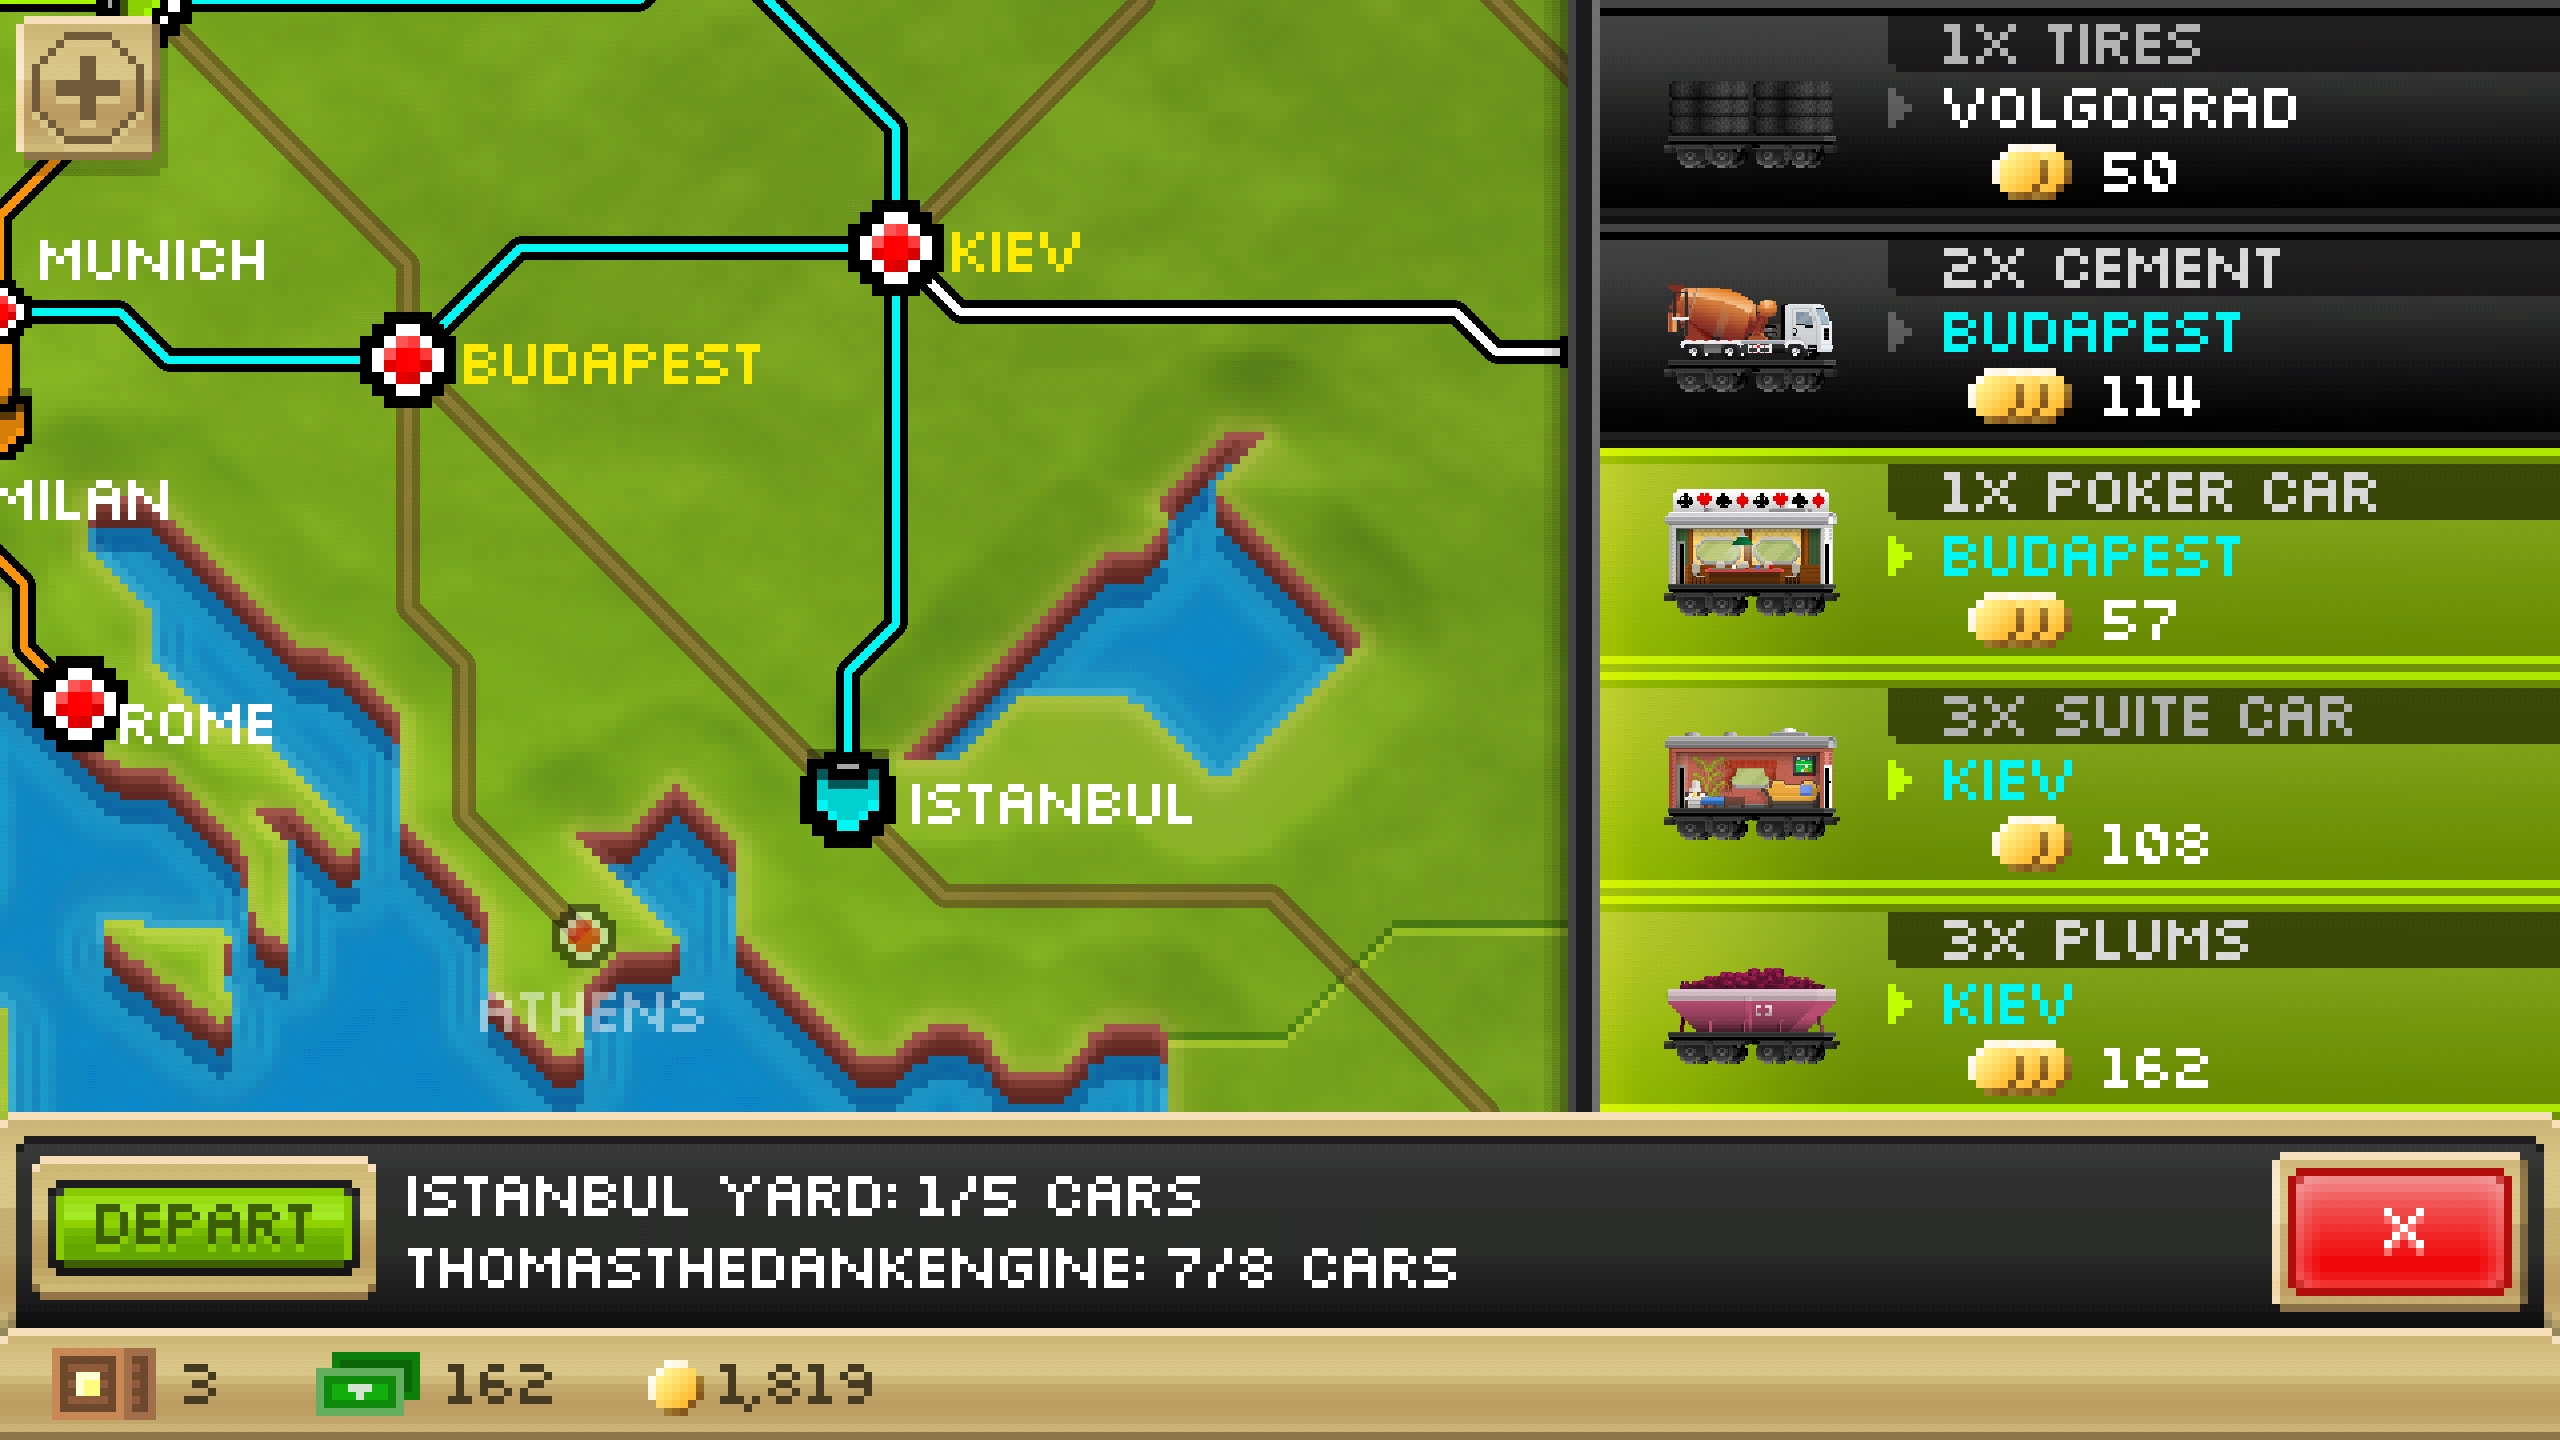 MUNICH
KIEV
BUDAPEST
MILAN
ROME
ISTANBUL
ATHENS
1X TIRES
VOLGOGRAD
50
2X CEMENT
BUDAPEST
114
1X POKER CAR
BUDAPEST
57
3X SUITE CAR
KIEV
108
3X PLUMS
KIEV
162
DEPART
ISTANBUL YARD: 1/5 CARS
THOMASTHEDANKENGINE: 7/8 CARS
X
3 162 1,819